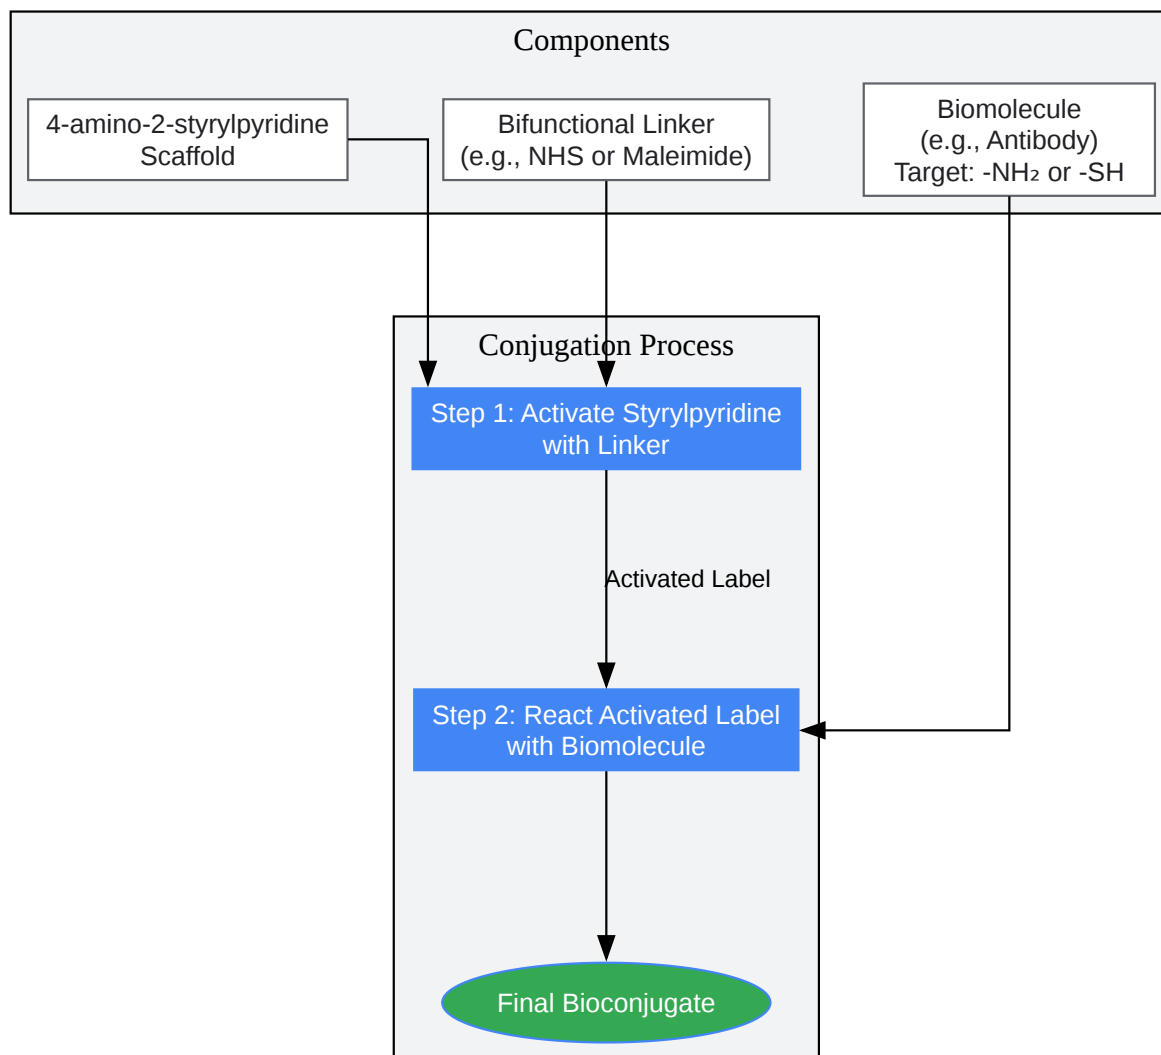 Components
4-amino-2-styrylpyridine
Scaffold
Bifunctional Linker
(e.g., NHS or Maleimide)
Biomolecule
(e.g., Antibody)
Target: -NH₂ or -SH
Conjugation Process
Step 1: Activate Styrylpyridine
with Linker
Activated Label
Step 2: React Activated Label
with Biomolecule
Final Bioconjugate